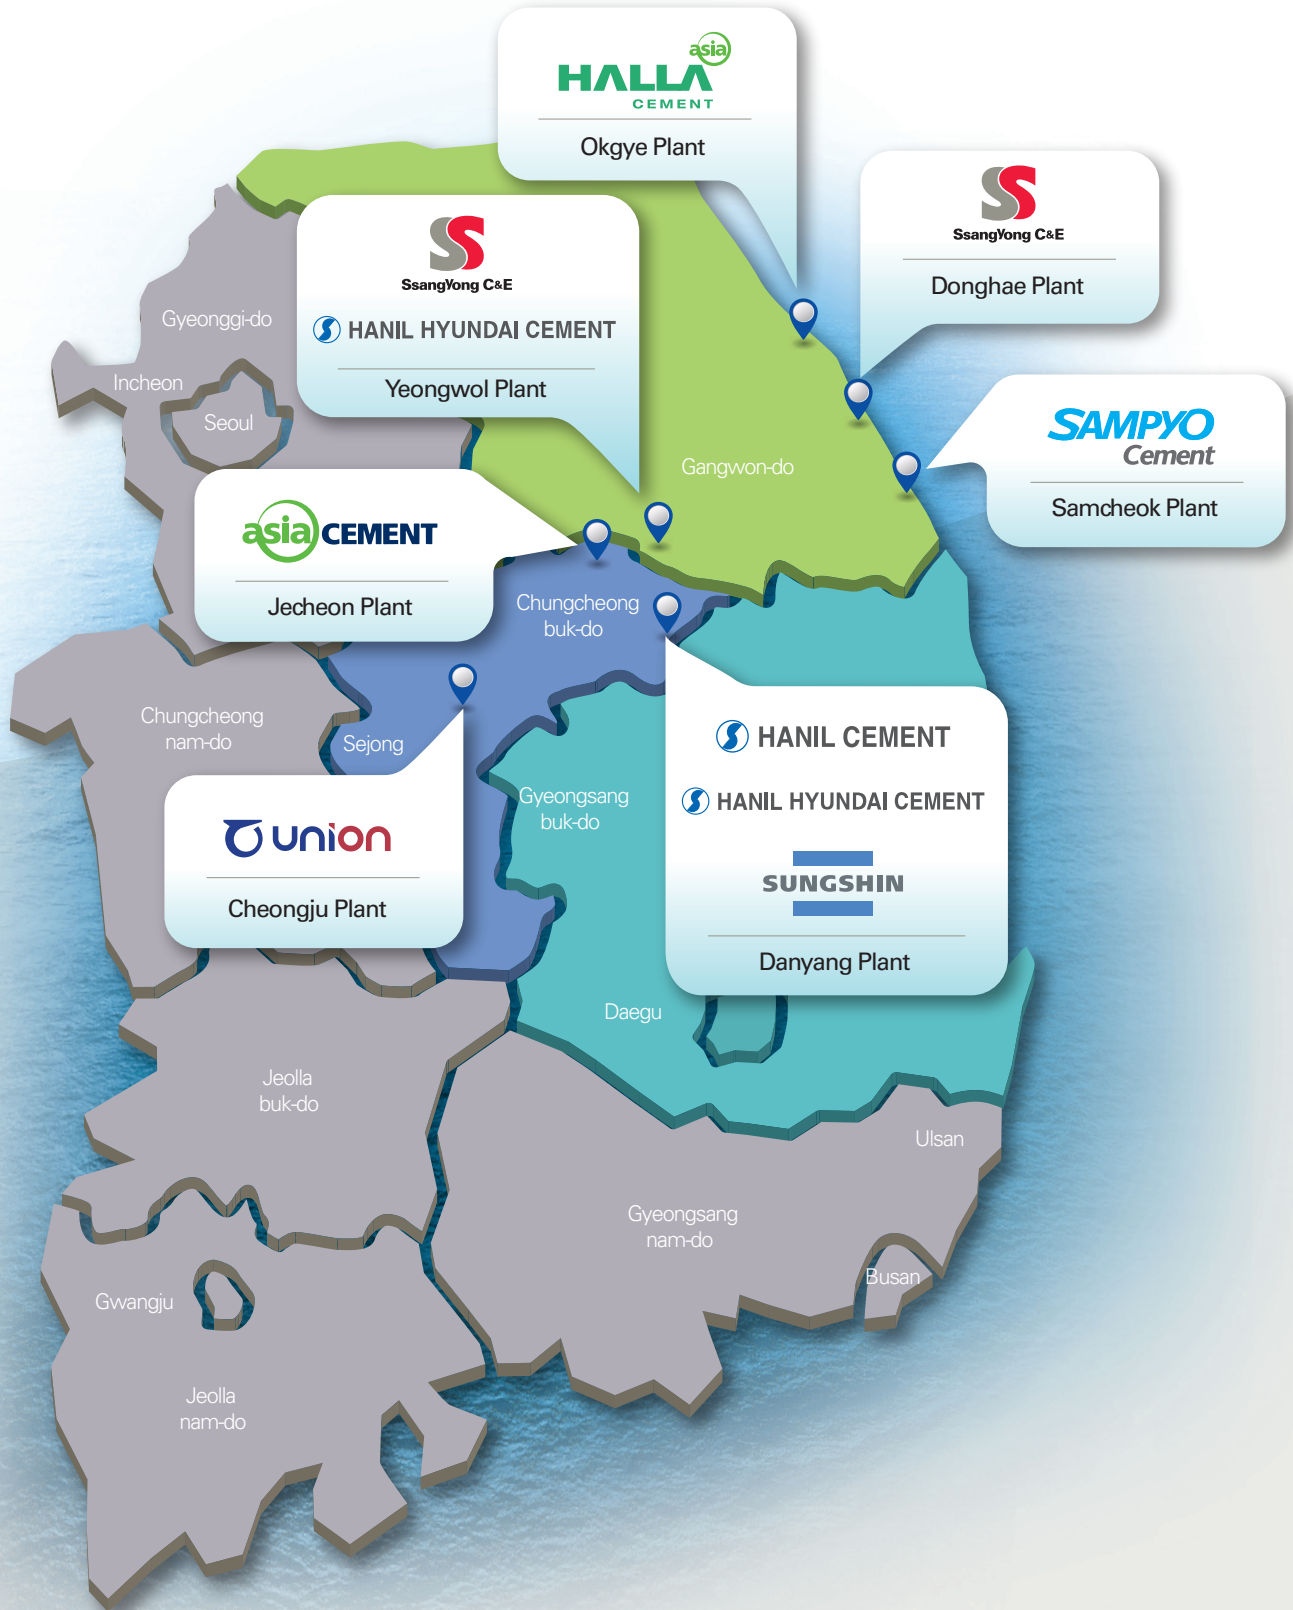 asia
HALLA
CEMENT
Okgye Plant
SS
SsangYong C&E
Donghae Plant
SS
SsangYong C&E
HANIL HYUNDAI CEMENT
Yeongwol Plant
Gyeonggi-do
Incheon
Seoul
SAMPYO
Cement
Samcheok Plant
Gangwon-do
asia CEMENT
Jecheon Plant
Chungcheong
buk-do
Chungcheong
nam-do
Sejong
HANIL CEMENT
HANIL HYUNDAI CEMENT
SUNGSHIN
Danyang Plant
Gyeongsang
buk-do
union
Cheongju Plant
Daegu
Jeolla
buk-do
Ulsan
Gyeongsang
nam-do
Busan
Gwangju
Jeolla
nam-do